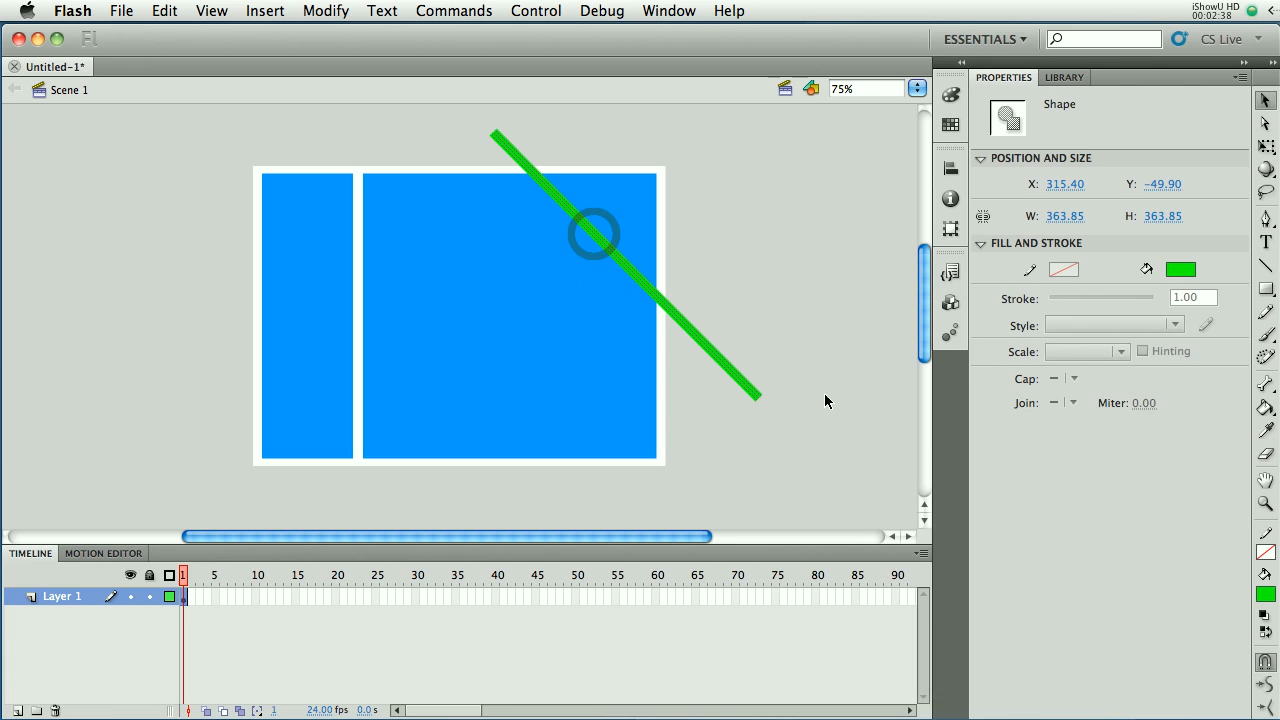 Flash File Edit View Insert Modify Text Commands Control Debug Window Help
iShowU HD
00:02:38
Fl
ESSENTIALS
CS Live
Untitled-1*
Scene 1
75%
PROPERTIES LIBRARY
Shape
POSITION AND SIZE
X: 315.40 Y: -49.90
W: 363.85 H: 363.85
FILL AND STROKE
Stroke: 1.00
Style:
Scale: Hinting
Cap:
Join: Miter: 0.00
TIMELINE MOTION EDITOR
1 5 10 15 20 25 30 35 40 45 50 55 60 65 70 75 80 85 90
Layer 1
1 24.00 fps 0.0 s